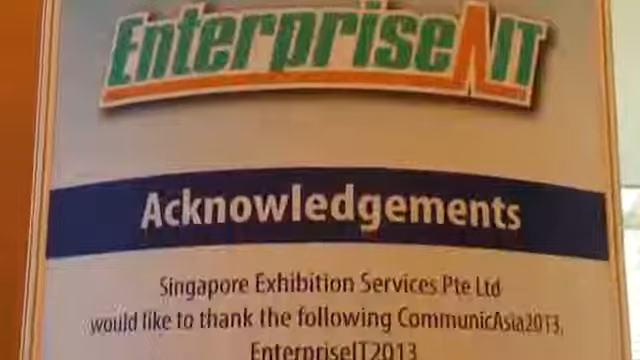 EnterpriseIT
Acknowledgements
Singapore Exhibition Services Pte Ltd
would like to thank the following CommunicAsia2013,
EnterpriseIT2013